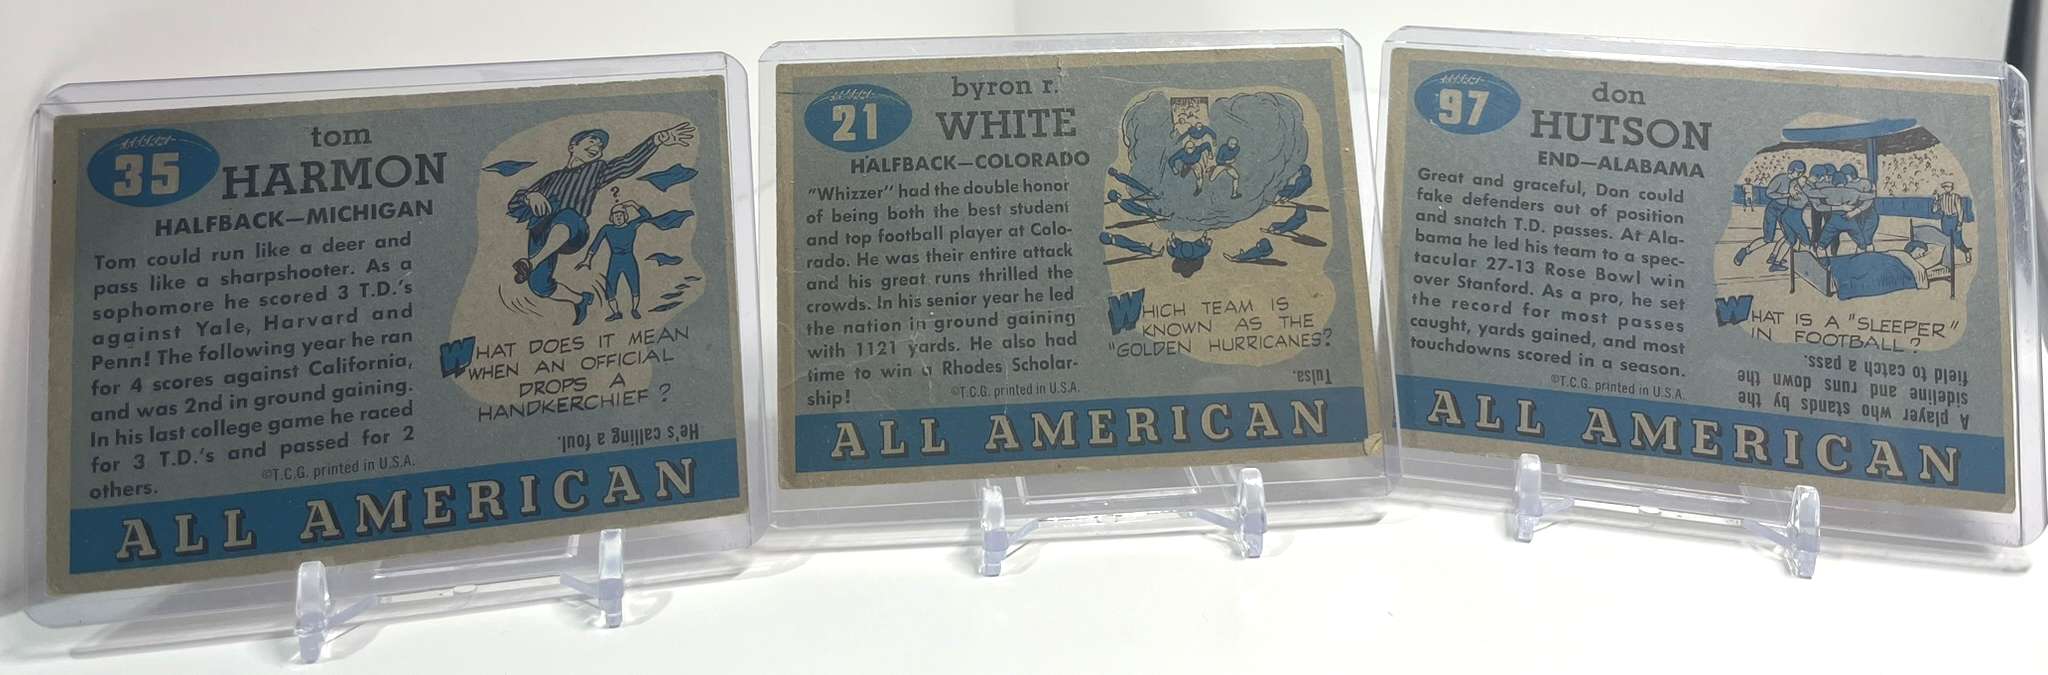 35
tom
HARMON
HALFBACK—MICHIGAN
Tom could run like a deer and
pass like a sharpshooter. As a
sophomore he scored 3 T.D.'s
against Yale, Harvard and
Penn! The following year he ran
for 4 scores against California,
and was 2nd in ground gaining.
In his last college game he raced
for 3 T.D.'s and passed for 2
others.
©T.C.G. printed in U.S.A.
?
WHAT DOES IT MEAN
WHEN AN OFFICIAL
DROPS A
HANDKERCHIEF?
He's calling a foul.
ALL AMERICAN
21
byron r.
WHITE
HALFBACK—COLORADO
"Whizzer" had the double honor
of being both the best student
and top football player at Colo-
rado. He was their entire attack
and his great runs thrilled the
crowds. In his senior year he led
the nation in ground gaining
with 1121 yards. He also had
time to win a Rhodes Scholar-
ship!
©T.C.G. printed in U.S.A.
WHICH TEAM IS
KNOWN AS THE
"GOLDEN HURRICANES?
Tulsa.
ALL AMERICAN
97
don
HUTSON
END—ALABAMA
Great and graceful, Don could
fake defenders out of position
and snatch T.D. passes. At Ala-
bama he led his team to a spec-
tacular 27-13 Rose Bowl win
over Stanford. As a pro, he set
the record for most passes
caught, yards gained, and most
touchdowns scored in a season.
©T.C.G. printed in U.S.A.
WHAT IS A "SLEEPER"
IN FOOTBALL?
A player who stands by the
sideline and runs down the
field to catch a pass.
ALL AMERICAN